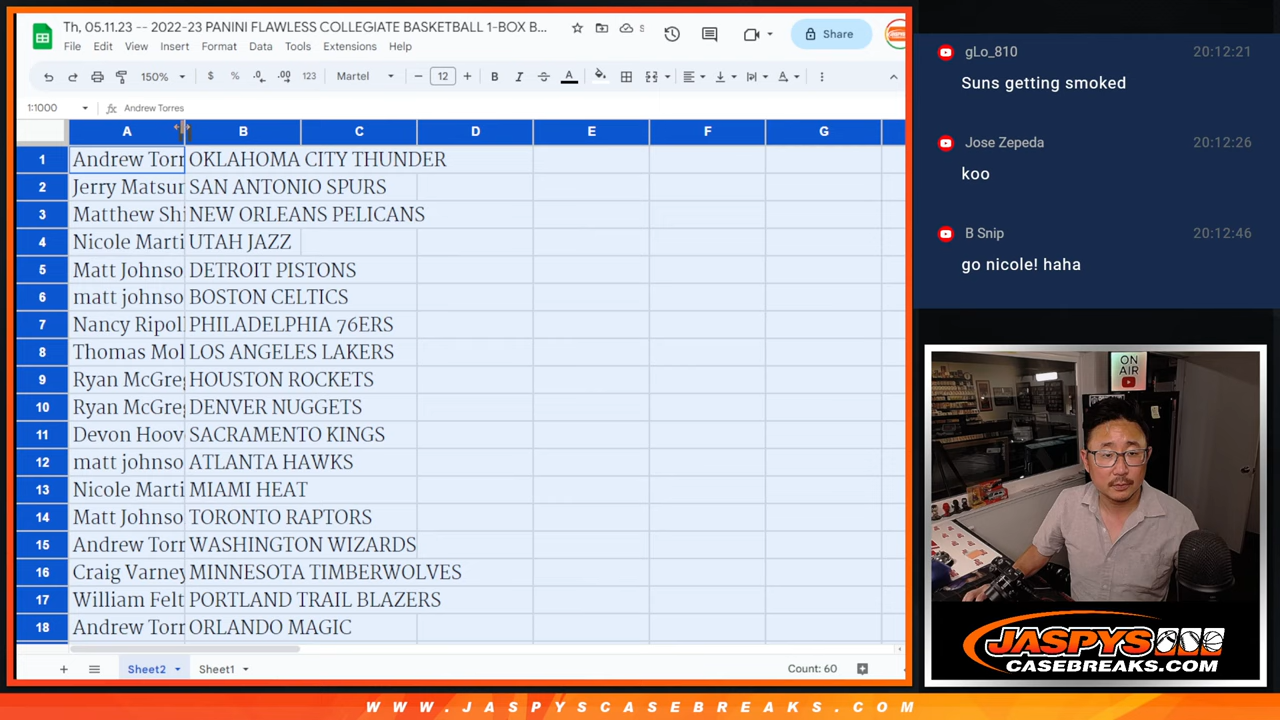 Th, 05.11.23 -- 2022-23 PANINI FLAWLESS COLLEGIATE BASKETBALL 1-BOX B...
File Edit View Insert Format Data Tools Extensions Help
Share
150% $ % .0 .00 123 Martel 12 B I A
1:1000 fx Andrew Torres
A B C D E F G
1 Andrew Torr OKLAHOMA CITY THUNDER
2 Jerry Matsun SAN ANTONIO SPURS
3 Matthew Shi NEW ORLEANS PELICANS
4 Nicole Marti UTAH JAZZ
5 Matt Johnso DETROIT PISTONS
6 matt johnso BOSTON CELTICS
7 Nancy Ripoll PHILADELPHIA 76ERS
8 Thomas Mol LOS ANGELES LAKERS
9 Ryan McGreg HOUSTON ROCKETS
10 Ryan McGreg DENVER NUGGETS
11 Devon Hoov SACRAMENTO KINGS
12 matt johnso ATLANTA HAWKS
13 Nicole Marti MIAMI HEAT
14 Matt Johnso TORONTO RAPTORS
15 Andrew Torr WASHINGTON WIZARDS
16 Craig Varney MINNESOTA TIMBERWOLVES
17 William Felt PORTLAND TRAIL BLAZERS
18 Andrew Torr ORLANDO MAGIC
Sheet2 Sheet1 Count: 60
gLo_810 20:12:21
Suns getting smoked
Jose Zepeda 20:12:26
koo
B Snip 20:12:46
go nicole! haha
ON
AIR
JASPYS
CASEBREAKS.COM
WWW.JASPYSCASEBREAKS.COM